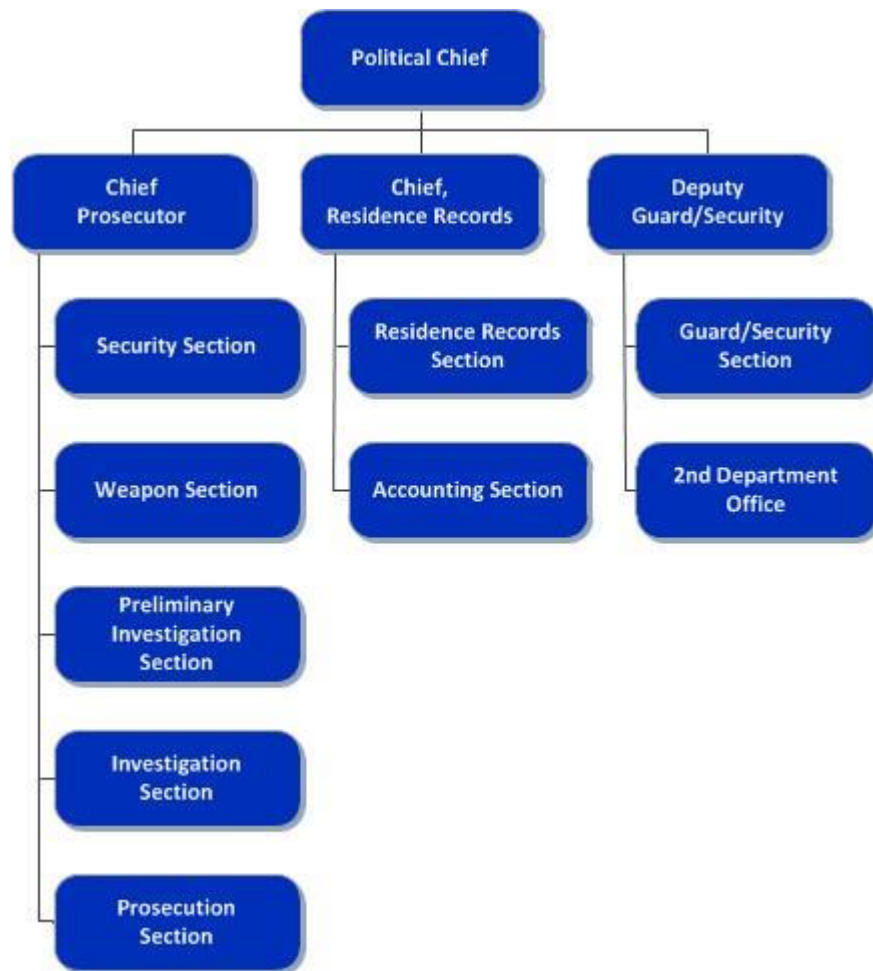 Political Chief
Chief
Prosecutor
Chief,
Residence Records
Deputy
Guard/Security
Security Section
Residence Records
Section
Guard/Security
Section
Weapon Section
Accounting Section
2nd Department
Office
Preliminary
Investigation
Section
Investigation
Section
Prosecution
Section